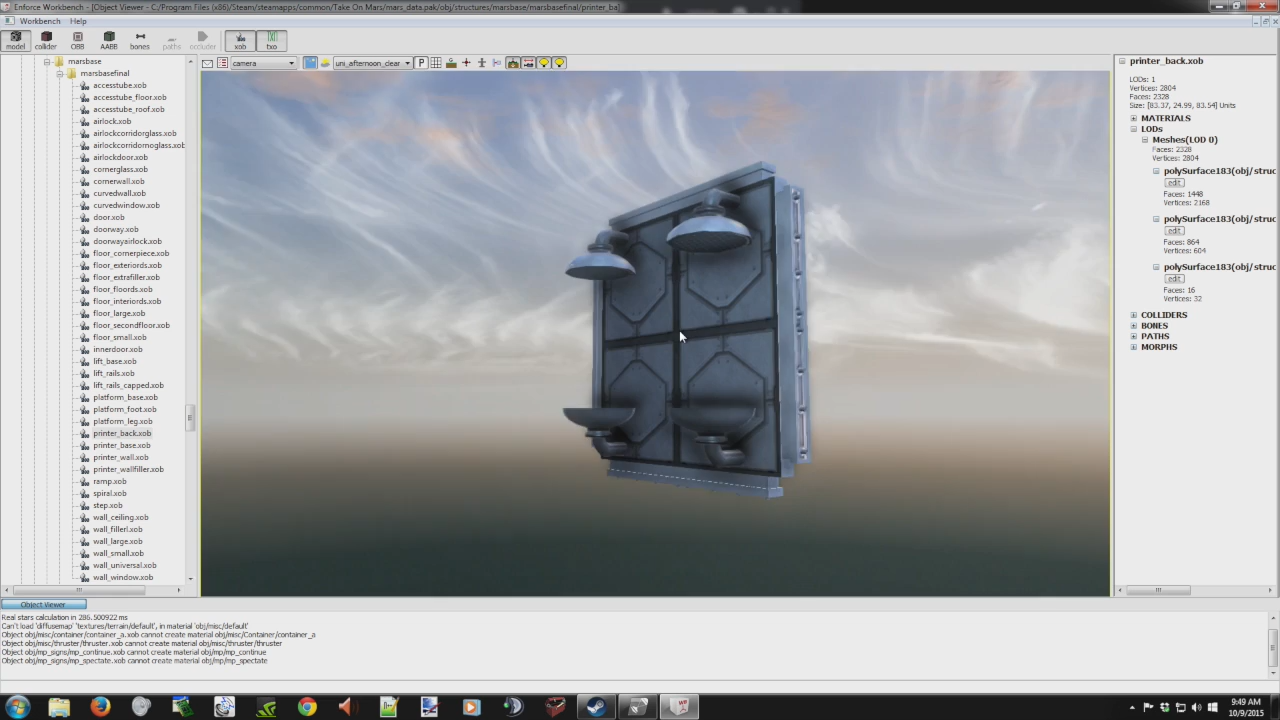 Enforce Workbench - [Object Viewer - C:/Program Files (x86)/Steam/steamapps/common/Take On Mars/mars_data.pak/obj/structures/marsbase/marsbasefinal/printer_ba]
Workbench Help
model collider OBB AABB bones paths occluder xob txo
camera uni_afternoon_clear P
marsbase
marsbasefinal
accesstube.xob
accesstube_floor.xob
accesstube_roof.xob
airlock.xob
airlockcorridorglass.xob
airlockcorridornoglass.xob
airlockdoor.xob
cornerglass.xob
cornerwall.xob
curvedwall.xob
curvedwindow.xob
door.xob
doorway.xob
doorwayairlock.xob
floor_cornerpiece.xob
floor_exteriords.xob
floor_extrafiller.xob
floor_floords.xob
floor_interiords.xob
floor_large.xob
floor_secondfloor.xob
floor_small.xob
innerdoor.xob
lift_base.xob
lift_rails.xob
lift_rails_capped.xob
platform_base.xob
platform_foot.xob
platform_leg.xob
printer_back.xob
printer_base.xob
printer_wall.xob
printer_wallfiller.xob
ramp.xob
spiral.xob
step.xob
wall_ceiling.xob
wall_fillerl.xob
wall_large.xob
wall_small.xob
wall_universal.xob
wall_window.xob
printer_back.xob
LODs: 1
Vertices: 2804
Faces: 2328
Size: [83.37, 24.99, 83.54] Units
MATERIALS
LODs
Meshes(LOD 0)
Faces: 2328
Vertices: 2804
polySurface183(obj/struc
edit
Faces: 1448
Vertices: 2168
polySurface183(obj/struc
edit
Faces: 864
Vertices: 604
polySurface183(obj/struc
edit
Faces: 16
Vertices: 32
COLLIDERS
BONES
PATHS
MORPHS
Object Viewer
Real stars calculation in 286.500922 ms
Can't load 'diffusemap' 'textures/terrain/default', in material 'obj/misc/default'
Object obj/misc/container/container_a.xob cannot create material obj/misc/Container/container_a
Object obj/misc/thruster/thruster.xob cannot create material obj/misc/thruster/thruster
Object obj/mp_signs/mp_continue.xob cannot create material obj/mp/mp_continue
Object obj/mp_signs/mp_spectate.xob cannot create material obj/mp/mp_spectate
9:49 AM
10/9/2015